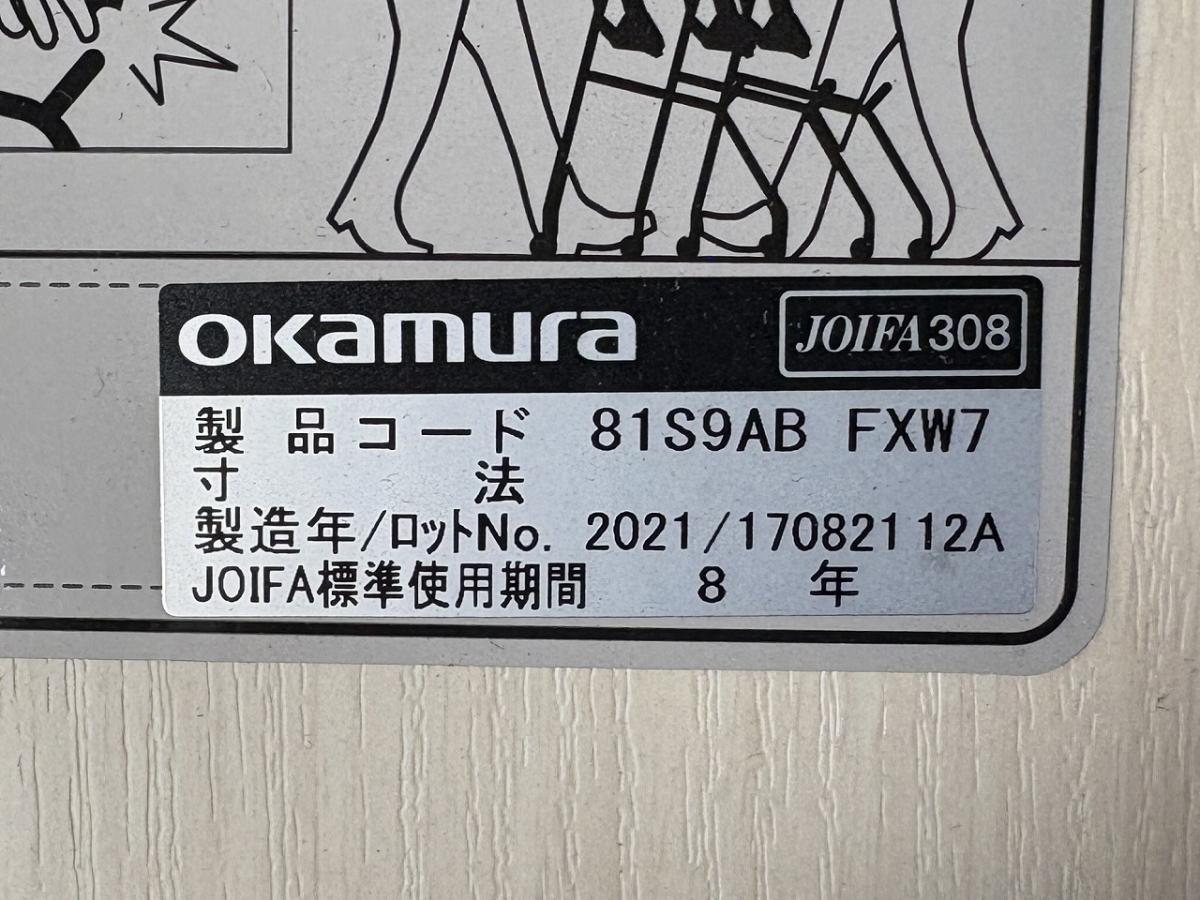 okamura
JOIFA308
製品コード 81S9AB FXW7
寸法
製造年/ロットNo. 2021/17082112A
JOIFA標準使用期間 8 年